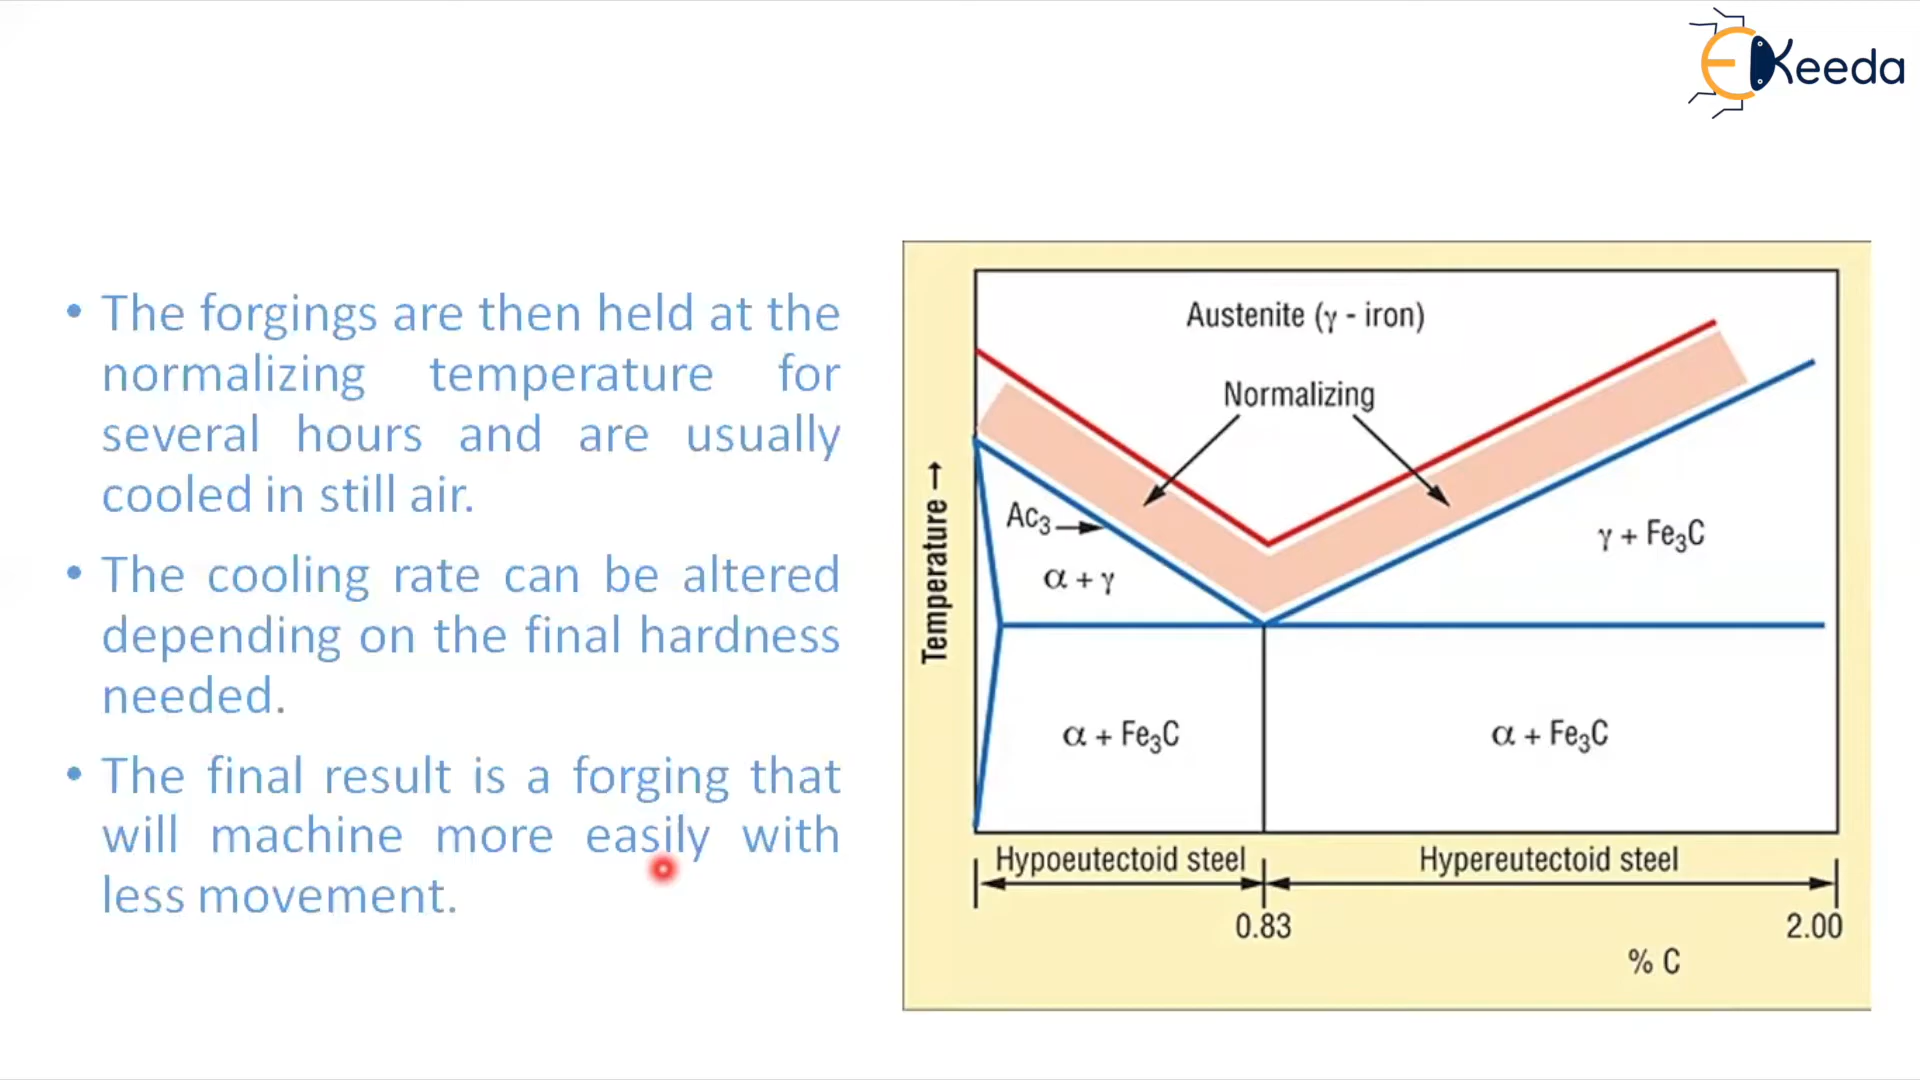 EKeeda
• The forgings are then held at the
normalizing temperature for
several hours and are usually
cooled in still air.
• The cooling rate can be altered
depending on the final hardness
needed.
• The final result is a forging that
will machine more easily with
less movement.
Austenite (γ - iron)
Normalizing
Temperature →
Ac₃
α + γ
γ + Fe₃C
α + Fe₃C
α + Fe₃C
Hypoeutectoid steel
Hypereutectoid steel
0.83
2.00
% C